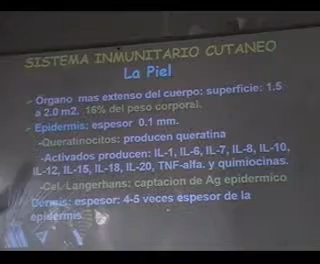 SISTEMA INMUNITARIO CUTANEO
La Piel
Órgano mas extenso del cuerpo: superficie: 1.5
a 2.0 m2. 16% del peso corporal.
Epidermis: espesor 0.1 mm.
-Queratinocitos: producen queratina
-Activados producen: IL-1, IL-6, IL-7, IL-8, IL-10,
IL-12, IL-15, IL-18, IL-20, TNF-alfa. y quimiocinas.
-Cel. Langerhans: captacion de Ag epidermico
Dermis: espesor: 4-5 veces espesor de la
epidermis